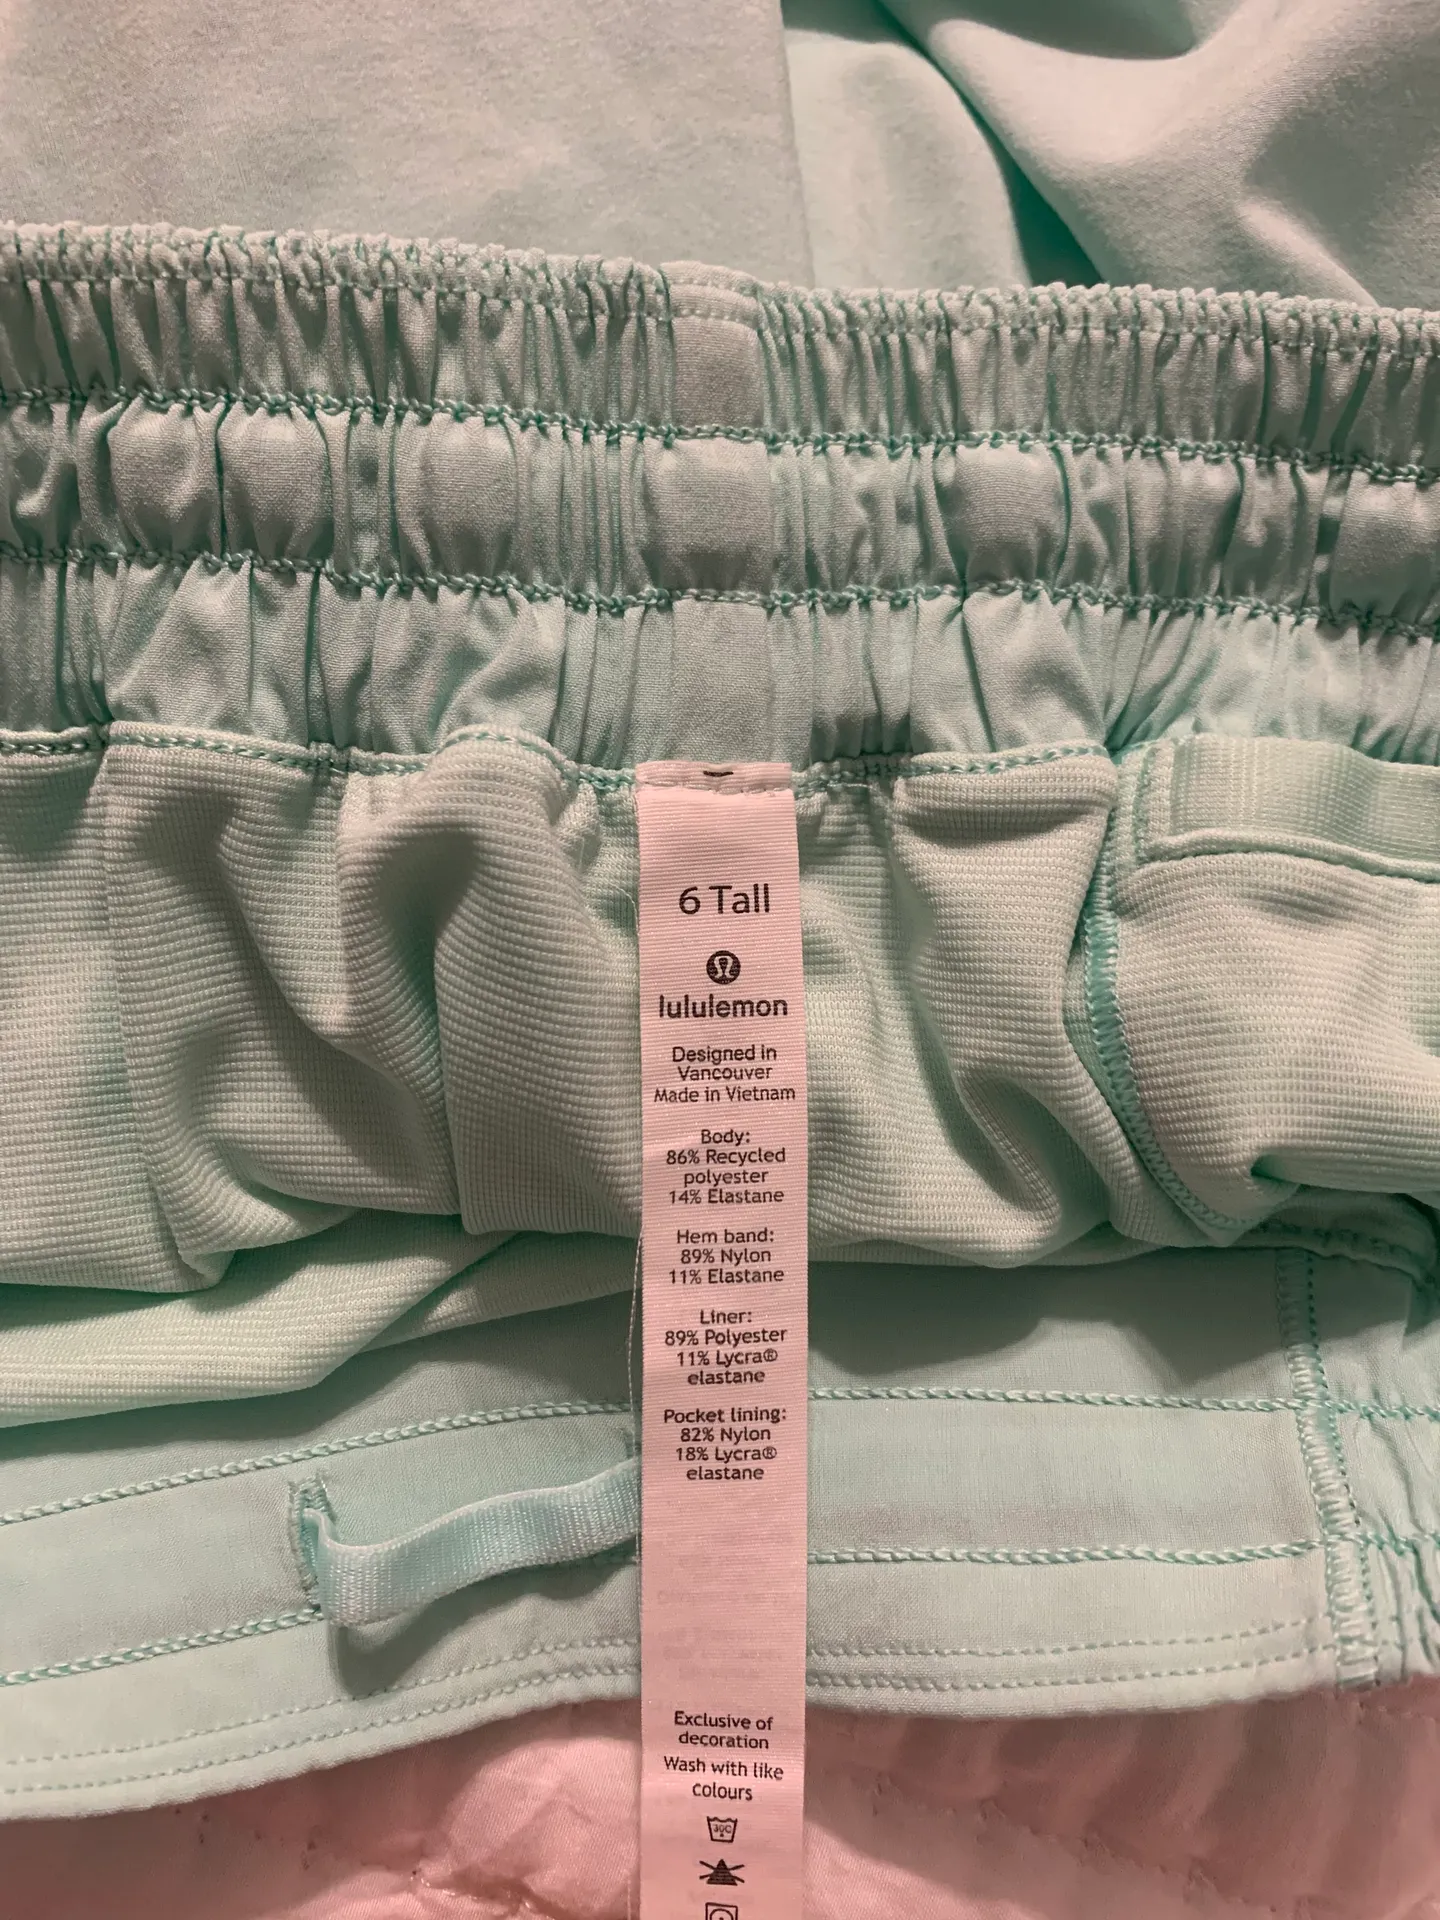 6 Tall
lululemon
Designed in
Vancouver
Made in Vietnam
Body:
86% Recycled
polyester
14% Elastane
Hem band:
89% Nylon
11% Elastane
Liner:
89% Polyester
11% Lycra®
elastane
Pocket lining:
82% Nylon
18% Lycra®
elastane
Exclusive of
decoration
Wash with like
colours
30C